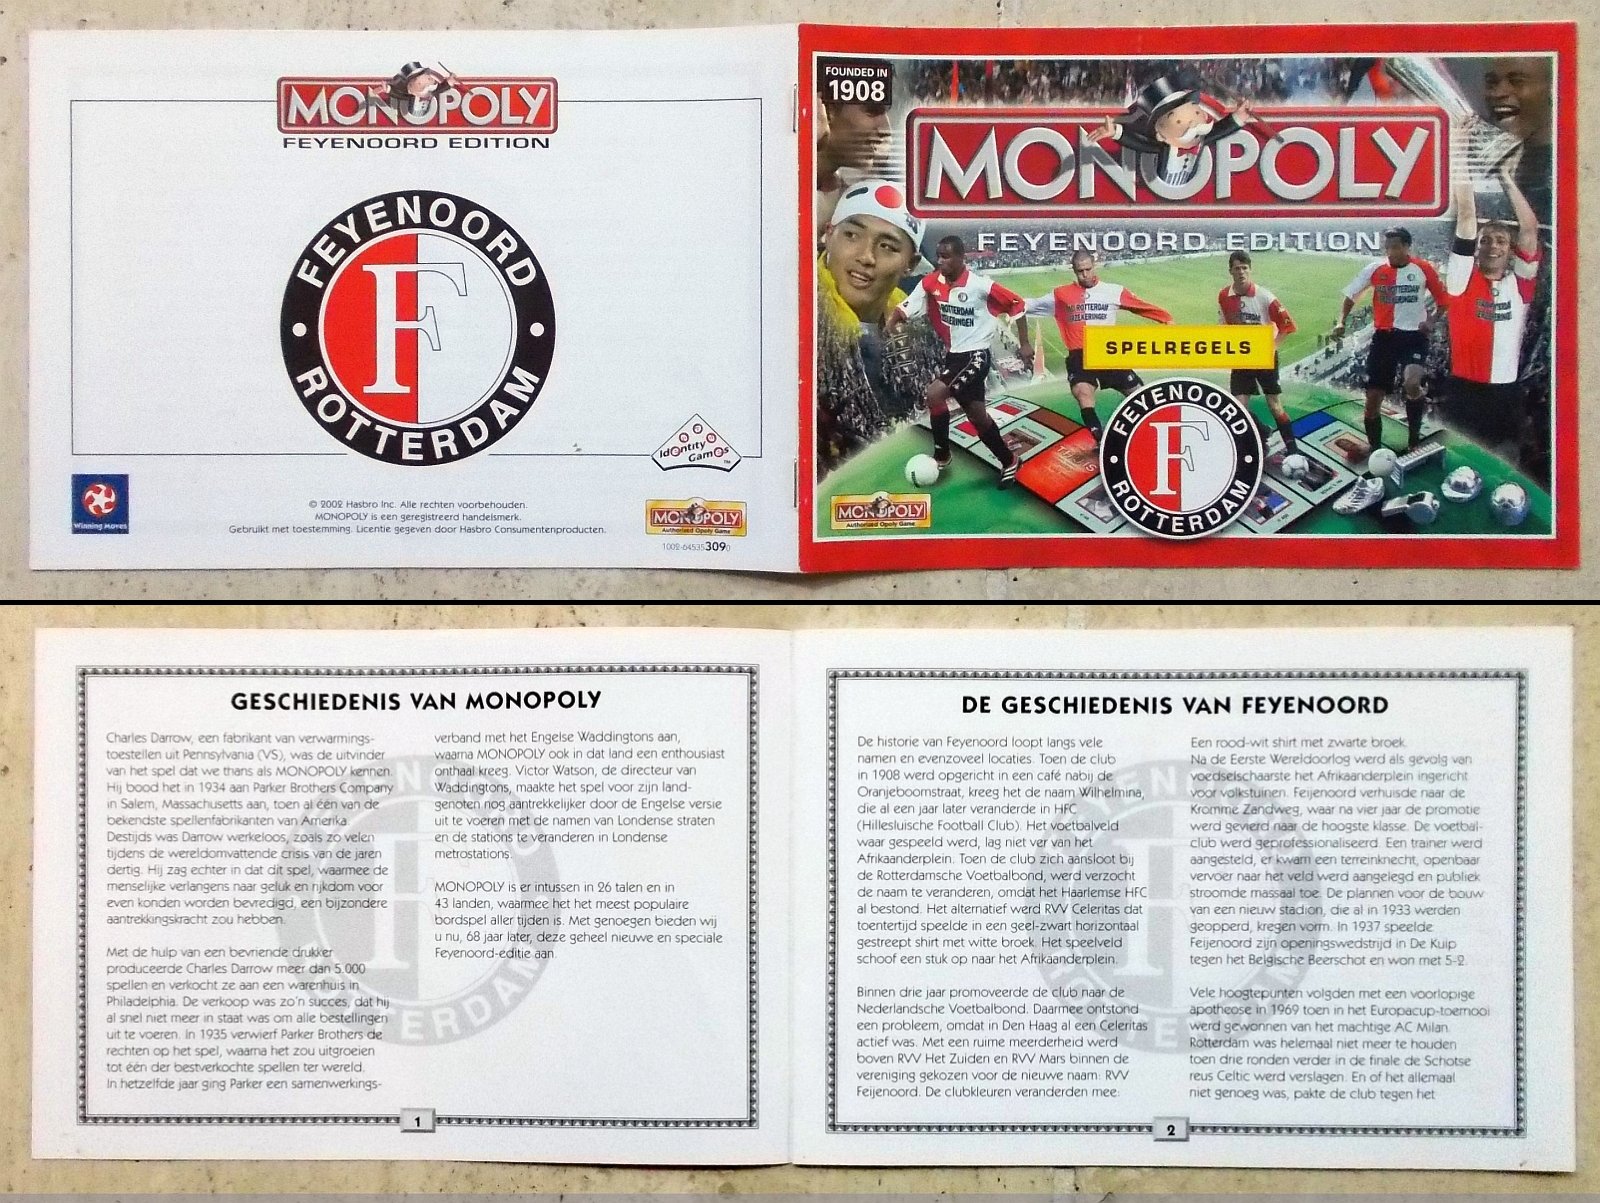 MONOPOLY
FEYENOORD EDITION
FEYENOORD
F
ROTTERDAM
Identity
Games
™
Winning Moves
© 2002 Hasbro Inc. Alle rechten voorbehouden.
MONOPOLY is een geregistreerd handelsmerk.
Gebruikt met toestemming. Licentie gegeven door Hasbro Consumentenproducten.
MONOPOLY
Authorized Opoly Game
1002-645353090
FOUNDED IN
1908
MONOPOLY
FEYENOORD EDITION
ROTTERDAM
ROTTERDAM
SPELREGELS
FEYENOORD
F
ROTTERDAM
MONOPOLY
Authorized Opoly Game
GESCHIEDENIS VAN MONOPOLY
Charles Darrow, een fabrikant van verwarmings-
toestellen uit Pennsylvania (VS), was de uitvinder
van het spel dat we thans als MONOPOLY kennen.
Hij bood het in 1934 aan Parker Brothers Company
in Salem, Massachusetts aan, toen al één van de
bekendste spellenfabrikanten van Amerika.
Destijds was Darrow werkeloos, zoals zo velen
tijdens de wereldomvattende crisis van de jaren
dertig. Hij zag echter in dat dit spel, waarmee de
menselijke verlangens naar geluk en rijkdom voor
even konden worden bevredigd, een bijzondere
aantrekkingskracht zou hebben.
Met de hulp van een bevriende drukker
produceerde Charles Darrow meer dan 5.000
spellen en verkocht ze aan een warenhuis in
Philadelphia. De verkoop was zo'n succes, dat hij
al snel niet meer in staat was om alle bestellingen
uit te voeren. In 1935 verwierf Parker Brothers de
rechten op het spel, waarna het zou uitgroeien
tot één der bestverkochte spellen ter wereld.
In hetzelfde jaar ging Parker een samenwerkings-
verband met het Engelse Waddingtons aan,
waarna MONOPOLY ook in dat land een enthousiast
onthaal kreeg. Victor Watson, de directeur van
Waddingtons, maakte het spel voor zijn land-
genoten nog aantrekkelijker door de Engelse versie
uit te voeren met de namen van Londense straten
en de stations te veranderen in Londense
metrostations.
MONOPOLY is er intussen in 26 talen en in
43 landen, waarmee het het meest populaire
bordspel aller tijden is. Met genoegen bieden wij
u nu, 68 jaar later, deze geheel nieuwe en speciale
Feyenoord-editie aan.
1
DE GESCHIEDENIS VAN FEYENOORD
De historie van Feyenoord loopt langs vele
namen en evenzoveel locaties. Toen de club
in 1908 werd opgericht in een café nabij de
Oranjeboomstraat, kreeg het de naam Wilhelmina,
die al een jaar later veranderde in HFC
(Hillesluische Football Club). Het voetbalveld
waar gespeeld werd, lag niet ver van het
Afrikaanderplein. Toen de club zich aansloot bij
de Rotterdamsche Voetbalbond, werd verzocht
de naam te veranderen, omdat het Haarlemse HFC
al bestond. Het alternatief werd RVV Celeritas dat
toentertijd speelde in een geel-zwart horizontaal
gestreept shirt met witte broek. Het speelveld
schoof een stuk op naar het Afrikaanderplein.
Binnen drie jaar promoveerde de club naar de
Nederlandsche Voetbalbond. Daarmee ontstond
een probleem, omdat in Den Haag al een Celeritas
actief was. Met een ruime meerderheid werd
boven RVV Het Zuiden en RVV Mars binnen de
vereniging gekozen voor de nieuwe naam: RVV
Feijenoord. De clubkleuren veranderden mee:
Een rood-wit shirt met zwarte broek.
Na de Eerste Wereldoorlog werd als gevolg van
voedselschaarste het Afrikaanderplein ingericht
voor volkstuinen. Feijenoord verhuisde naar de
Kromme Zandweg, waar na vier jaar de promotie
werd gevierd naar de hoogste klasse. De voetbal-
club werd geprofessionaliseerd. Een trainer werd
aangesteld, er kwam een terreinknecht, openbaar
vervoer naar het veld werd aangelegd en publiek
stroomde massaal toe. De plannen voor de bouw
van een nieuw stadion, die al in 1933 werden
geopperd, kregen vorm. In 1937 speelde
Feijenoord zijn openingswedstrijd in De Kuip
tegen het Belgische Beerschot en won met 5-2.
Vele hoogtepunten volgden met een voorlopige
apotheose in 1969 toen in het Europacup-toernooi
werd gewonnen van het machtige AC Milan.
Rotterdam was helemaal niet meer te houden
toen drie ronden verder in de finale de Schotse
reus Celtic werd verslagen. En of het allemaal
niet genoeg was, pakte de club tegen het
2